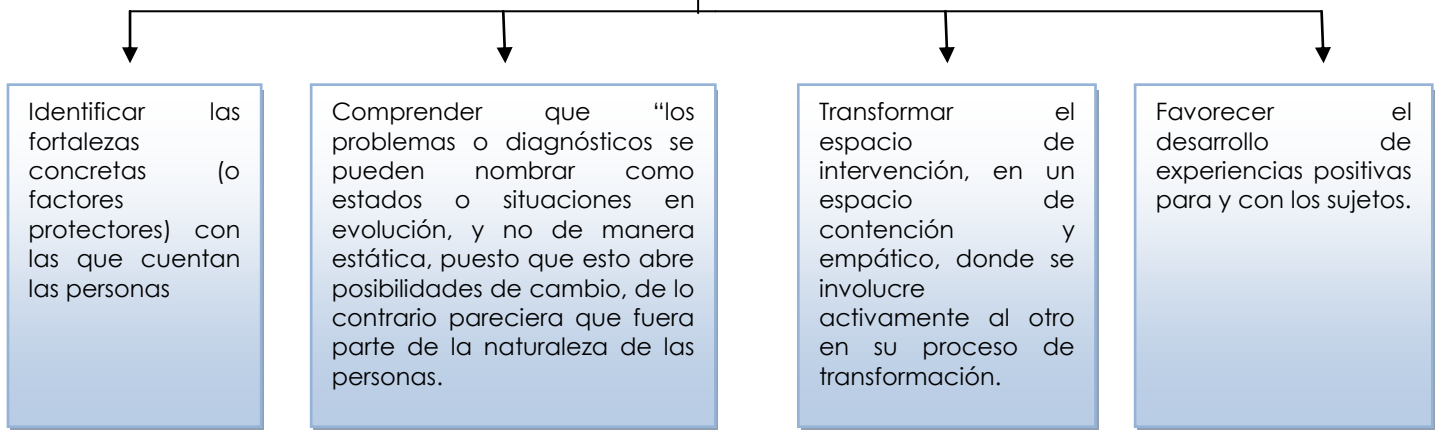 Identificar las
fortalezas
concretas (o
factores
protectores) con
las que cuentan
las personas
Comprender que “los
problemas o diagnósticos se
pueden nombrar como
estados o situaciones en
evolución, y no de manera
estática, puesto que esto abre
posibilidades de cambio, de lo
contrario pareciera que fuera
parte de la naturaleza de las
personas.
Transformar el
espacio de
intervención, en un
espacio de
contención y
empático, donde se
involucre
activamente al otro
en su proceso de
transformación.
Favorecer el
desarrollo de
experiencias positivas
para y con los sujetos.